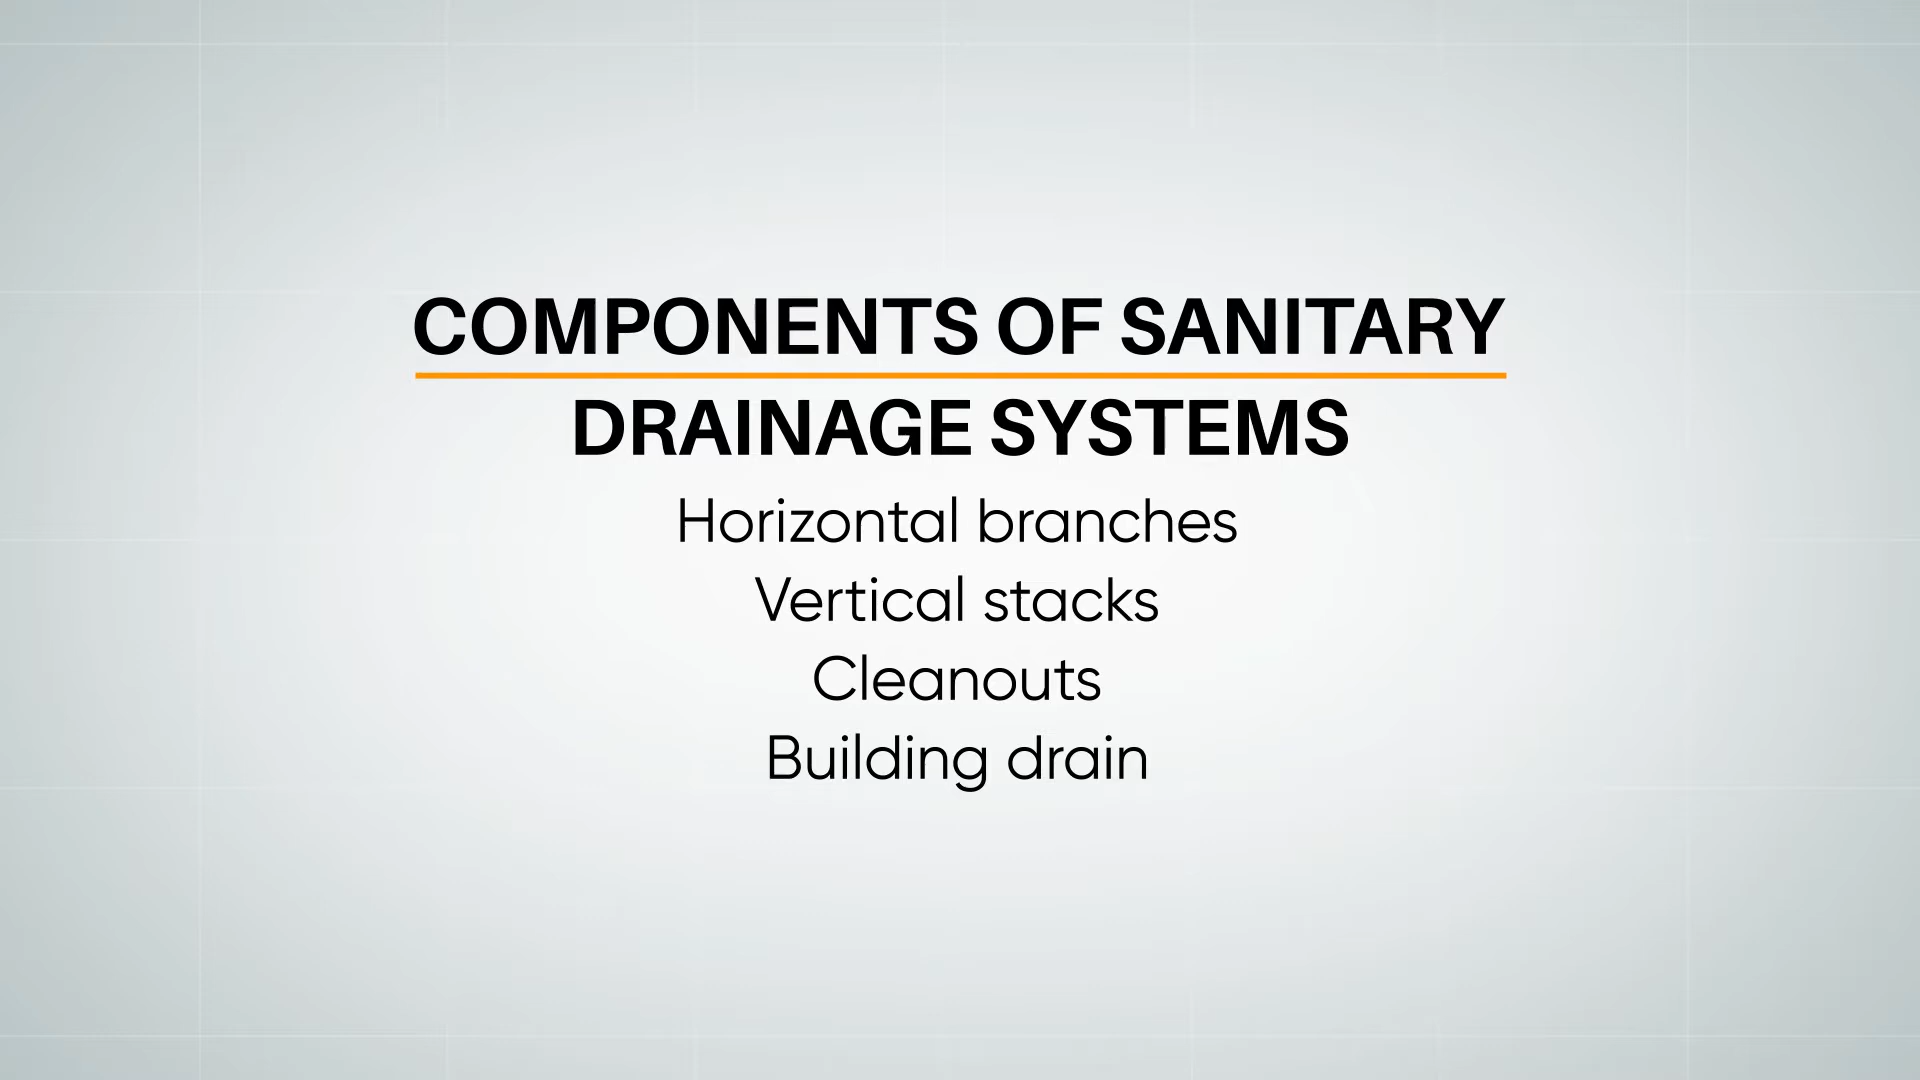 COMPONENTS OF SANITARY
DRAINAGE SYSTEMS
Horizontal branches
Vertical stacks
Cleanouts
Building drain